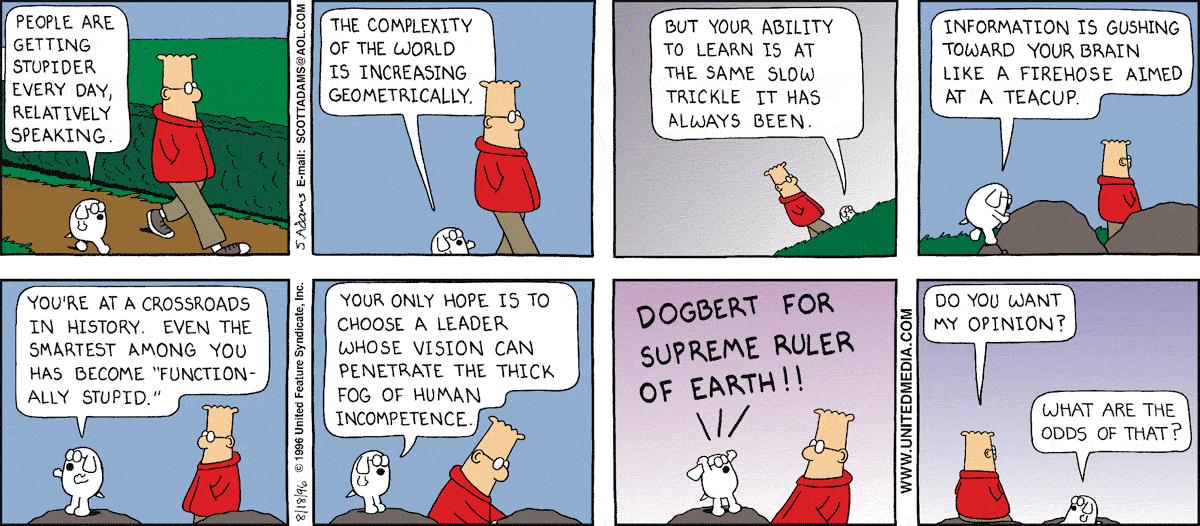 PEOPLE ARE
GETTING
STUPIDER
EVERY DAY,
RELATIVELY
SPEAKING.
S. Adams E-mail: SCOTTADAMS@AOL.COM
THE COMPLEXITY
OF THE WORLD
IS INCREASING
GEOMETRICALLY.
BUT YOUR ABILITY
TO LEARN IS AT
THE SAME SLOW
TRICKLE IT HAS
ALWAYS BEEN.
INFORMATION IS GUSHING
TOWARD YOUR BRAIN
LIKE A FIREHOSE AIMED
AT A TEACUP.
YOU'RE AT A CROSSROADS
IN HISTORY. EVEN THE
SMARTEST AMONG YOU
HAS BECOME "FUNCTION-
ALLY STUPID."
8/18/96 © 1996 United Feature Syndicate, Inc.
YOUR ONLY HOPE IS TO
CHOOSE A LEADER
WHOSE VISION CAN
PENETRATE THE THICK
FOG OF HUMAN
INCOMPETENCE.
DOGBERT FOR
SUPREME RULER
OF EARTH!!
WWW.UNITEDMEDIA.COM
DO YOU WANT
MY OPINION?
WHAT ARE THE
ODDS OF THAT?